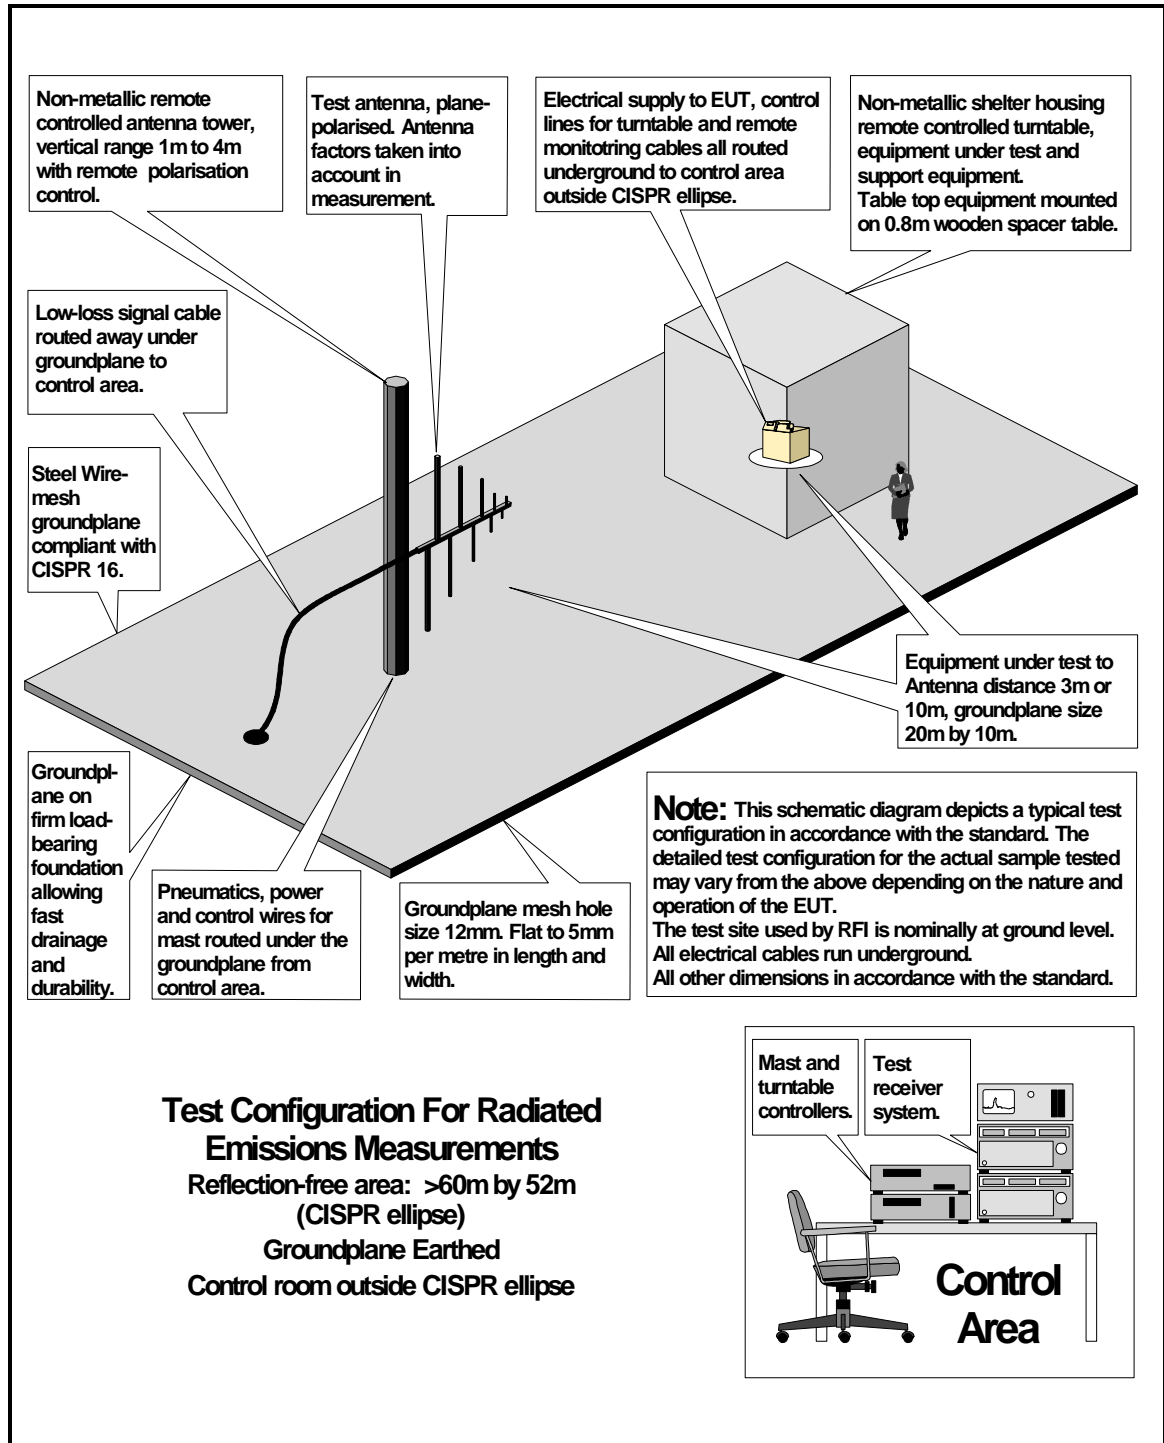 Non-metallic remote
controlled antenna tower,
vertical range 1m to 4m
with remote polarisation
control.
Test antenna, plane-
polarised. Antenna
factors taken into
account in
measurement.
Electrical supply to EUT, control
lines for turntable and remote
monitotring cables all routed
underground to control area
outside CISPR ellipse.
Non-metallic shelter housing
remote controlled turntable,
equipment under test and
support equipment.
Table top equipment mounted
on 0.8m wooden spacer table.
Low-loss signal cable
routed away under
groundplane to
control area.
Steel Wire-
mesh
groundplane
compliant with
CISPR 16.
Equipment under test to
Antenna distance 3m or
10m, groundplane size
20m by 10m.
Groundpl-
ane on
firm load-
bearing
foundation
allowing
fast
drainage
and
durability.
Pneumatics, power
and control wires for
mast routed under the
groundplane from
control area.
Groundplane mesh hole
size 12mm. Flat to 5mm
per metre in length and
width.
Note: This schematic diagram depicts a typical test
configuration in accordance with the standard. The
detailed test configuration for the actual sample tested
may vary from the above depending on the nature and
operation of the EUT.
The test site used by RFI is nominally at ground level.
All electrical cables run underground.
All other dimensions in accordance with the standard.
Test Configuration For Radiated
Emissions Measurements
Reflection-free area: >60m by 52m
(CISPR ellipse)
Groundplane Earthed
Control room outside CISPR ellipse
Mast and
turntable
controllers.
Test
receiver
system.
Control
Area